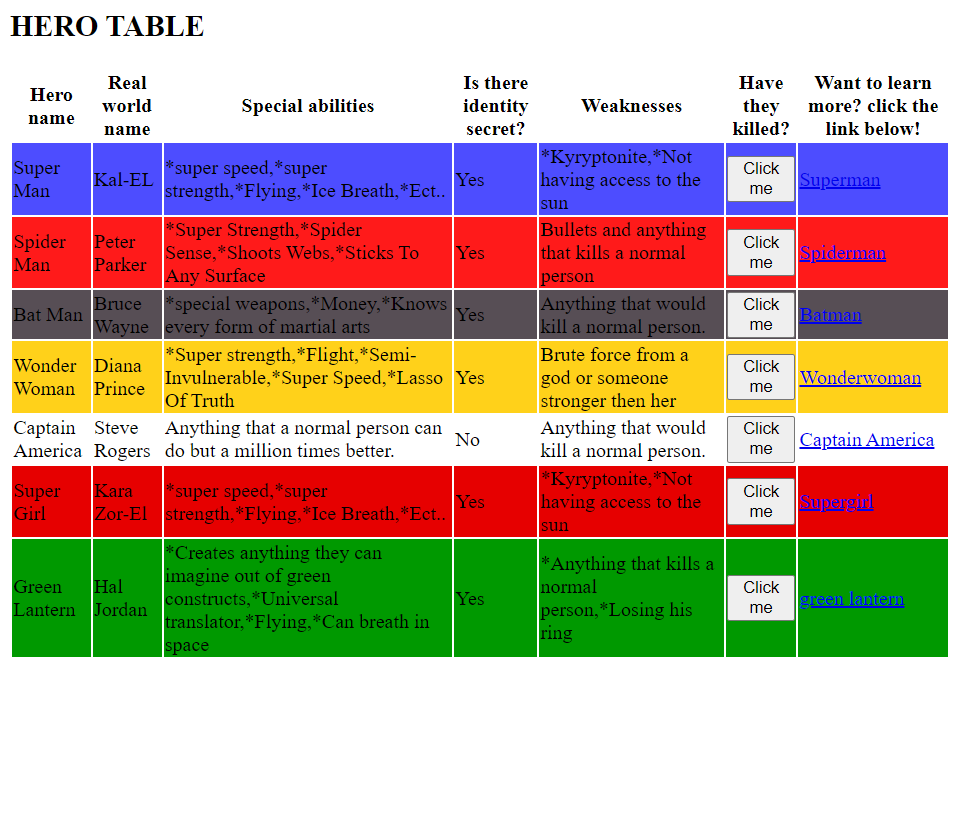 HERO TABLE
Hero
name
Real
world
name
Special abilities
Is there
identity
secret?
Weaknesses
Have
they
killed?
Want to learn
more? click the
link below!
Super
Man
Kal-EL
*super speed,*super
strength,*Flying,*Ice Breath,*Ect..
Yes
*Kyryptonite,*Not
having access to the
sun
Click
me
Superman
Spider
Man
Peter
Parker
*Super Strength,*Spider
Sense,*Shoots Webs,*Sticks To
Any Surface
Yes
Bullets and anything
that kills a normal
person
Click
me
Spiderman
Bat Man
Bruce
Wayne
*special weapons,*Money,*Knows
every form of martial arts
Yes
Anything that would
kill a normal person.
Click
me
Batman
Wonder
Woman
Diana
Prince
*Super strength,*Flight,*Semi-
Invulnerable,*Super Speed,*Lasso
Of Truth
Yes
Brute force from a
god or someone
stronger then her
Click
me
Wonderwoman
Captain
America
Steve
Rogers
Anything that a normal person can
do but a million times better.
No
Anything that would
kill a normal person.
Click
me
Captain America
Super
Girl
Kara
Zor-El
*super speed,*super
strength,*Flying,*Ice Breath,*Ect..
Yes
*Kyryptonite,*Not
having access to the
sun
Click
me
Supergirl
Green
Lantern
Hal
Jordan
*Creates anything they can
imagine out of green
constructs,*Universal
translator,*Flying,*Can breath in
space
Yes
*Anything that kills a
normal
person,*Losing his
ring
Click
me
green lantern